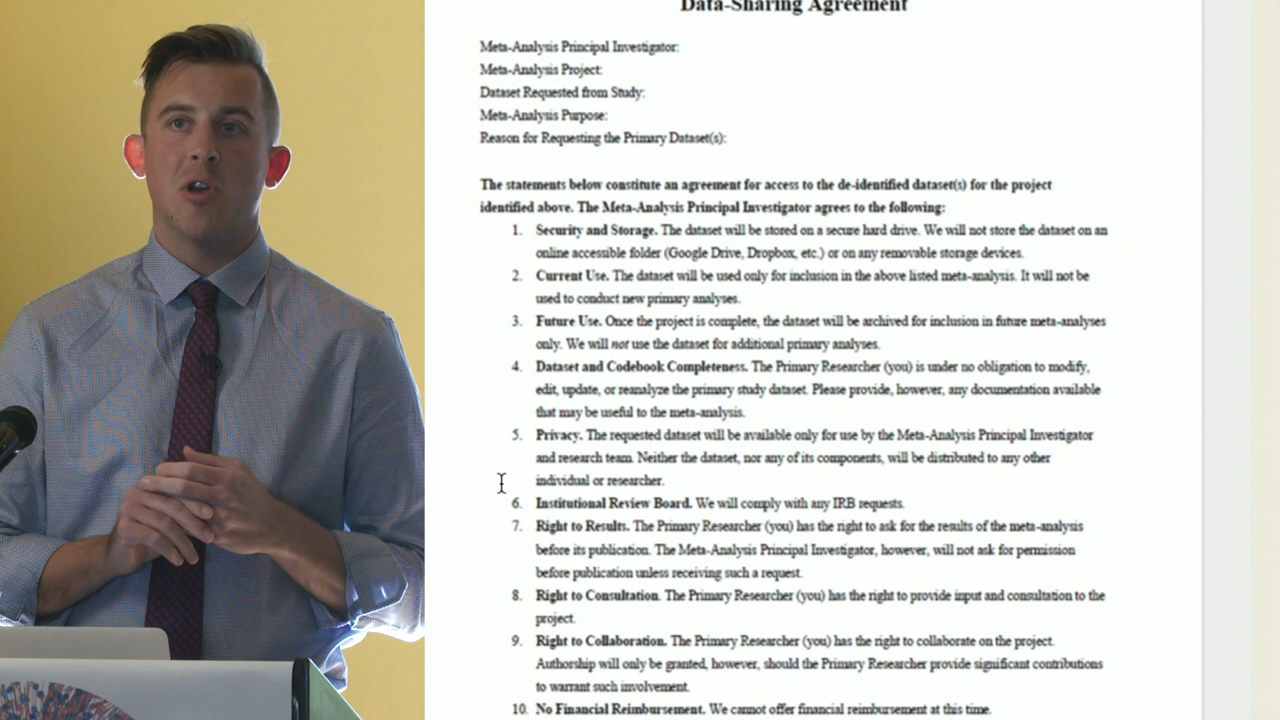 Data-Sharing Agreement
Meta-Analysis Principal Investigator:
Meta-Analysis Project:
Dataset Requested from Study:
Meta-Analysis Purpose:
Reason for Requesting the Primary Dataset(s):
The statements below constitute an agreement for access to the de-identified dataset(s) for the project
identified above. The Meta-Analysis Principal Investigator agrees to the following:
1. Security and Storage. The dataset will be stored on a secure hard drive. We will not store the dataset on an
online accessible folder (Google Drive, Dropbox, etc.) or on any removable storage devices.
2. Current Use. The dataset will be used only for inclusion in the above listed meta-analysis. It will not be
used to conduct new primary analyses.
3. Future Use. Once the project is complete, the dataset will be archived for inclusion in future meta-analyses
only. We will not use the dataset for additional primary analyses.
4. Dataset and Codebook Completeness. The Primary Researcher (you) is under no obligation to modify,
edit, update, or reanalyze the primary study dataset. Please provide, however, any documentation available
that may be useful to the meta-analysis.
5. Privacy. The requested dataset will be available only for use by the Meta-Analysis Principal Investigator
and research team. Neither the dataset, nor any of its components, will be distributed to any other
individual or researcher.
6. Institutional Review Board. We will comply with any IRB requests.
7. Right to Results. The Primary Researcher (you) has the right to ask for the results of the meta-analysis
before its publication. The Meta-Analysis Principal Investigator, however, will not ask for permission
before publication unless receiving such a request.
8. Right to Consultation. The Primary Researcher (you) has the right to provide input and consultation to the
project.
9. Right to Collaboration. The Primary Researcher (you) has the right to collaborate on the project.
Authorship will only be granted, however, should the Primary Researcher provide significant contributions
to warrant such involvement.
10. No Financial Reimbursement. We cannot offer financial reimbursement at this time.